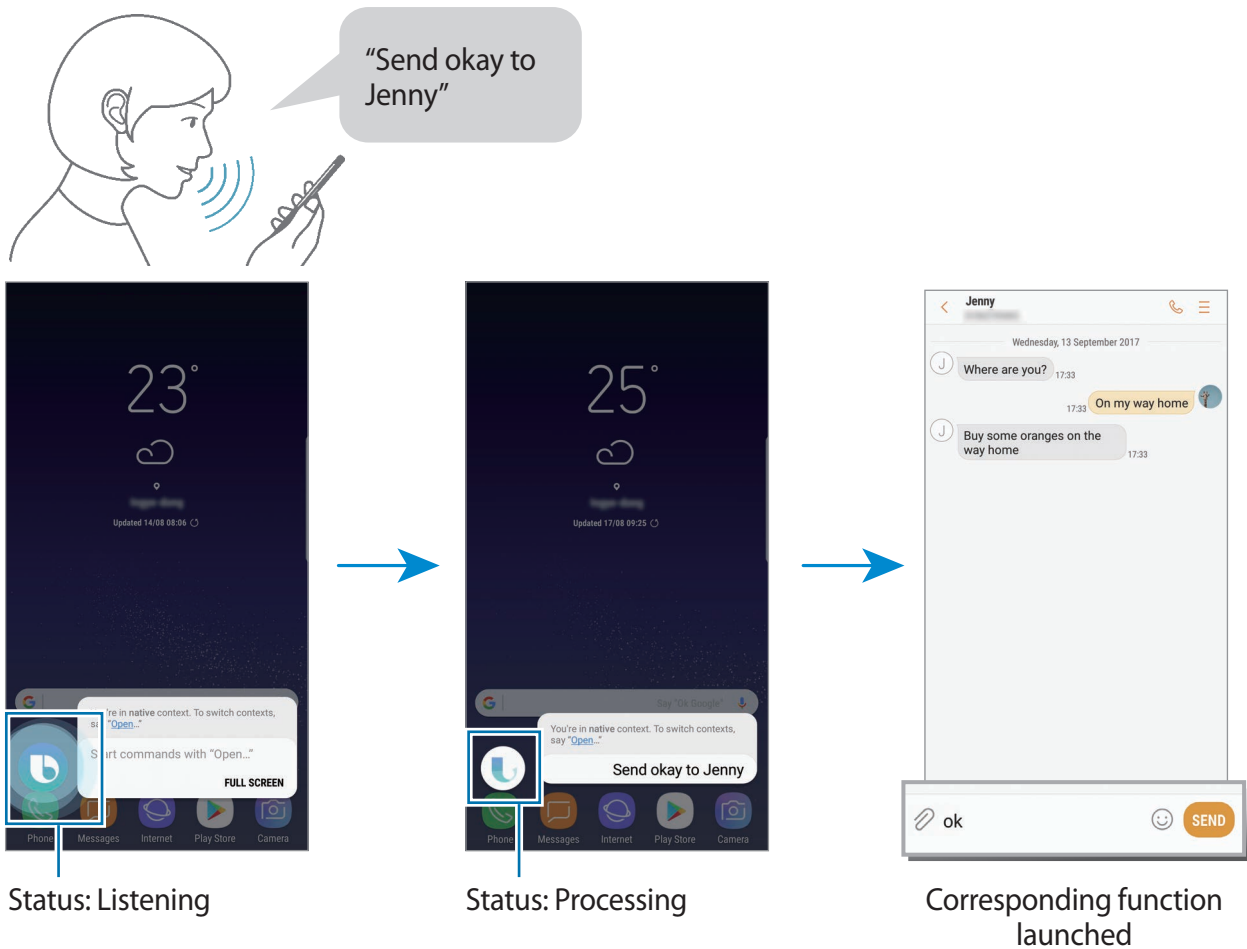 “Send okay to
Jenny”
23°
Updated 14/08 08:06
G
You're in native context. To switch contexts,
say "Open..."
Start commands with "Open..."
FULL SCREEN
Phone Messages Internet Play Store Camera
Status: Listening
25°
Updated 17/08 09:25
G Say "Ok Google"
You're in native context. To switch contexts,
say "Open..."
Send okay to Jenny
Phone Messages Internet Play Store Camera
Status: Processing
Jenny
Wednesday, 13 September 2017
J Where are you? 17:33
17:33 On my way home
J Buy some oranges on the
way home 17:33
ok SEND
Corresponding function
launched